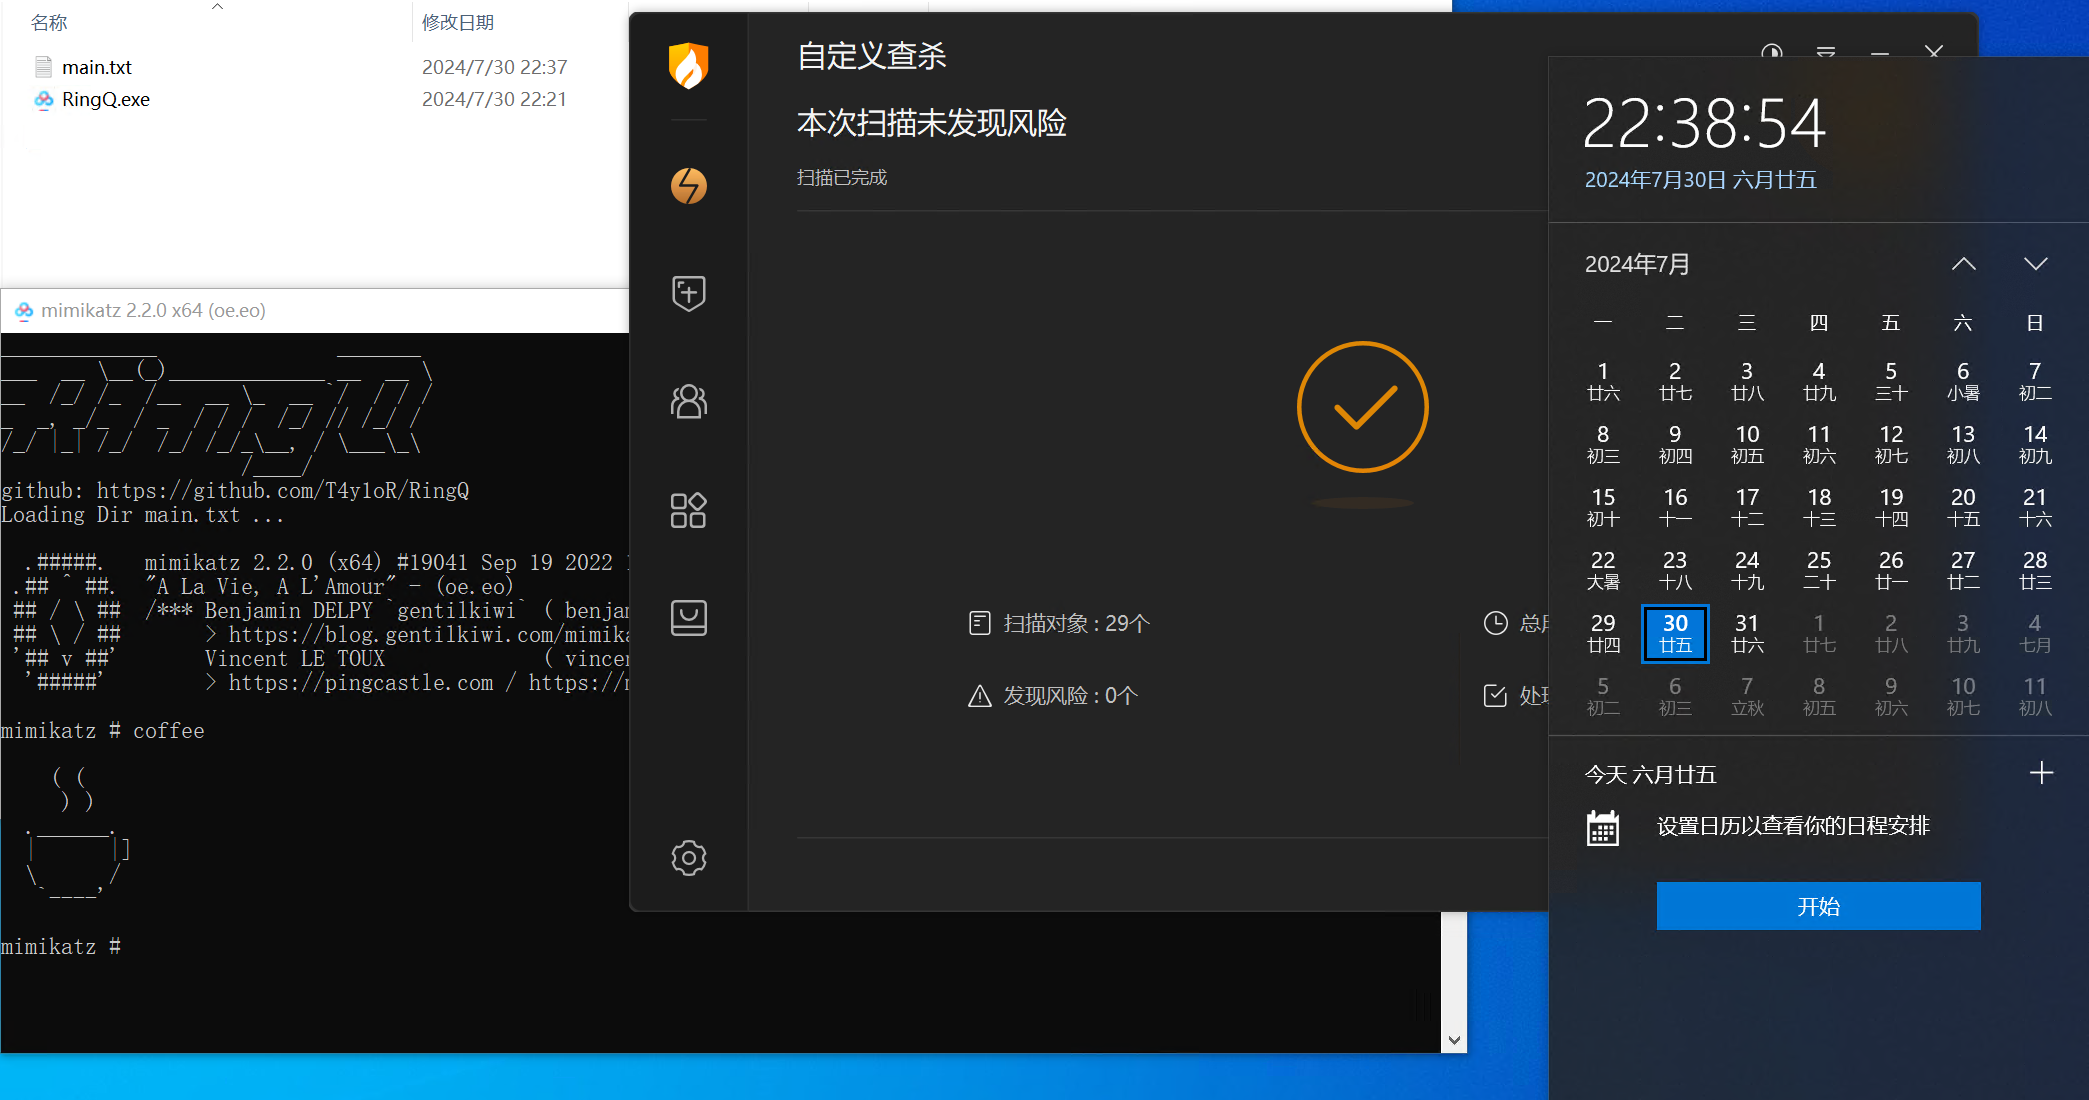 名称
修改日期
main.txt
2024/7/30 22:37
RingQ.exe
2024/7/30 22:21
mimikatz 2.2.0 x64 (oe.eo)
github: https://github.com/T4y1oR/RingQ
Loading Dir main.txt ...
.#####.   mimikatz 2.2.0 (x64) #19041 Sep 19 2022
.## ^ ##.  "A La Vie, A L'Amour" - (oe.eo)
## / \ ##  /*** Benjamin DELPY `gentilkiwi` ( benjam
## \ / ##       > https://blog.gentilkiwi.com/mimika
'## v ##'       Vincent LE TOUX             ( vincen
'#####'        > https://pingcastle.com / https://m
mimikatz # coffee
( (
) )
.______.
|      |]
\      /
`____'
mimikatz #
自定义查杀
本次扫描未发现风险
扫描已完成
扫描对象 : 29个
总用
发现风险 : 0个
处理
22:38:54
2024年7月30日 六月廿五
2024年7月
一 二 三 四 五 六 日
1 2 3 4 5 6 7
廿六 廿七 廿八 廿九 三十 小暑 初二
8 9 10 11 12 13 14
初三 初四 初五 初六 初七 初八 初九
15 16 17 18 19 20 21
初十 十一 十二 十三 十四 十五 十六
22 23 24 25 26 27 28
大暑 十八 十九 二十 廿一 廿二 廿三
29 30 31 1 2 3 4
廿四 廿五 廿六 廿七 廿八 廿九 七月
5 6 7 8 9 10 11
初二 初三 立秋 初五 初六 初七 初八
今天 六月廿五
设置日历以查看你的日程安排
开始